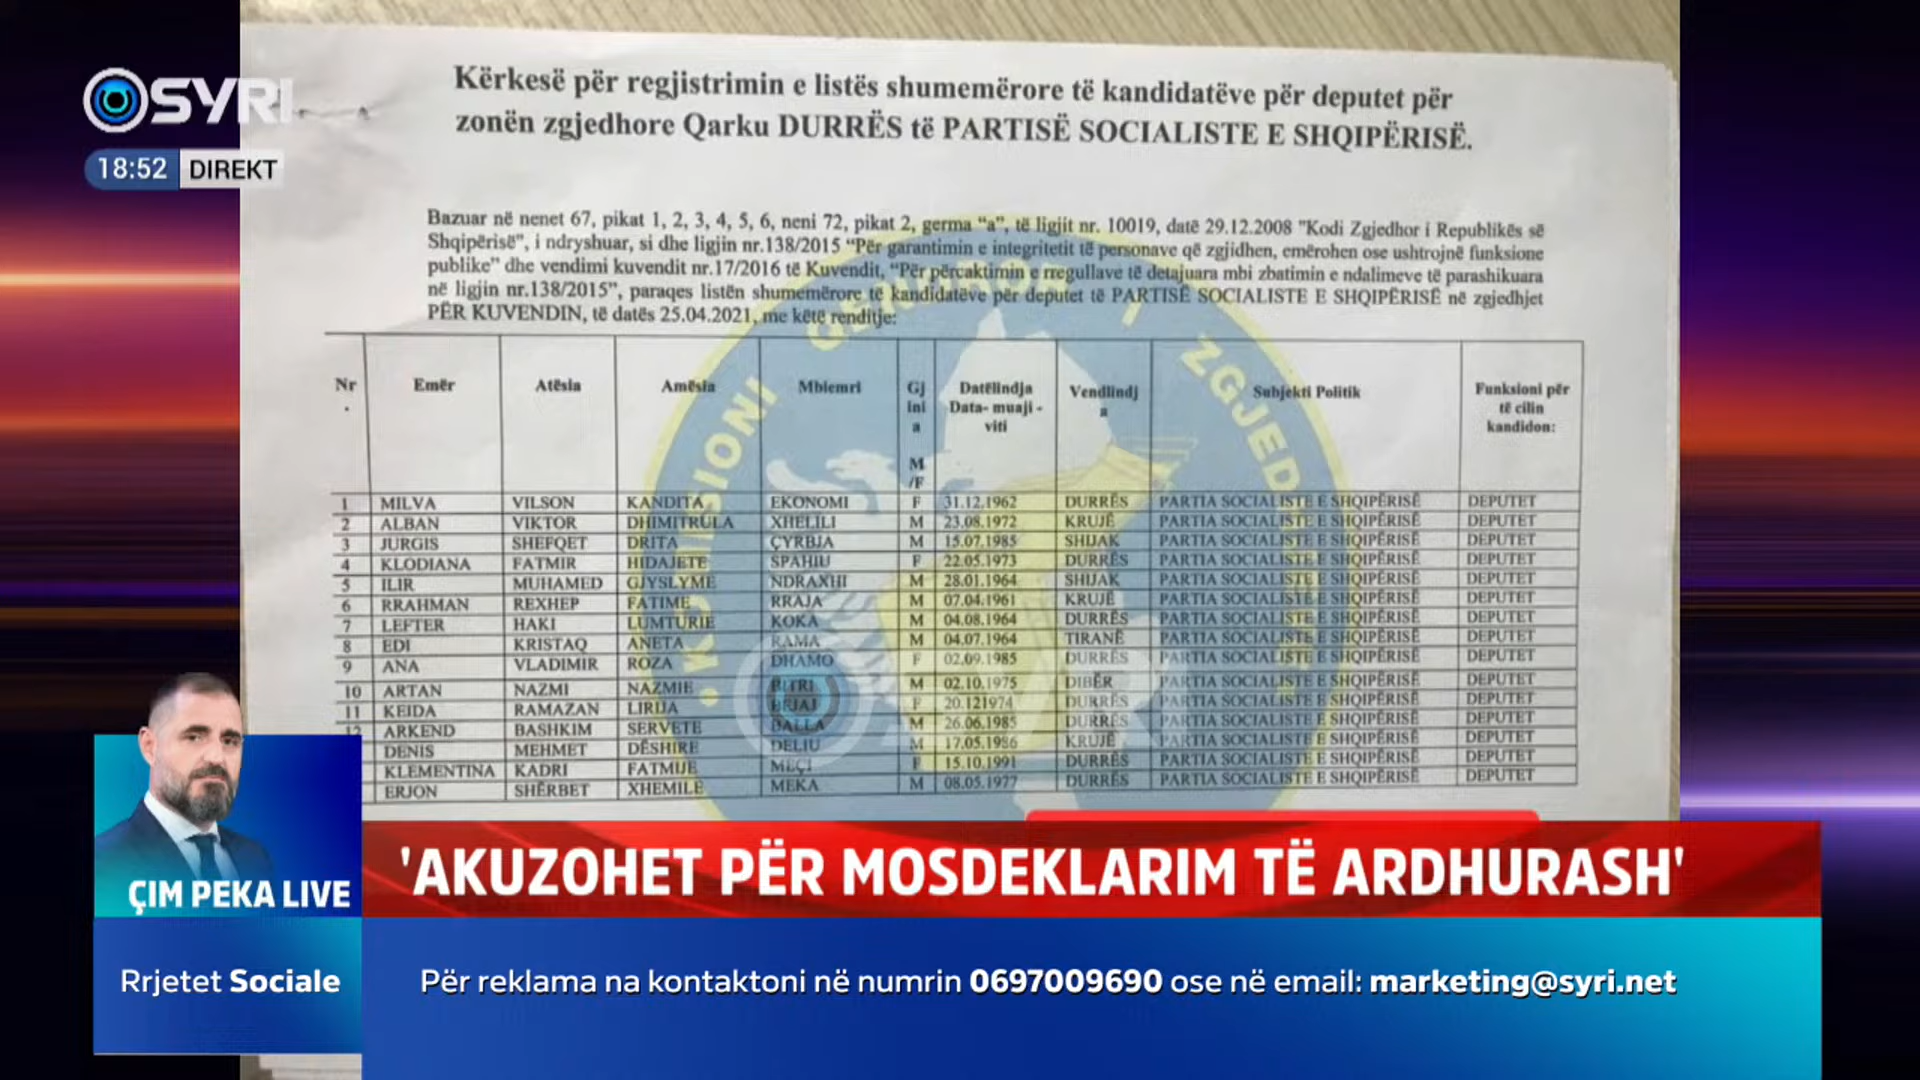 SYRI
18:52 DIREKT
Kërkesë për regjistrimin e listës shumemërore të kandidatëve për deputet për
zonën zgjedhore Qarku DURRËS të PARTISË SOCIALISTE E SHQIPËRISË.
Bazuar në nenet 67, pikat 1, 2, 3, 4, 5, 6, neni 72, pikat 2, germa “a”, të ligjit nr. 10019, datë 29.12.2008 "Kodi Zgjedhor i Republikës së
Shqipërisë", i ndryshuar, si dhe ligjin nr.138/2015 “Për garantimin e integritetit të personave që zgjidhen, emërohen ose ushtrojnë funksione
publike” dhe vendimi kuvendit nr.17/2016 të Kuvendit, “Për përcaktimin e rregullave të detajuara mbi zbatimin e ndalimeve të parashikuara
në ligjin nr.138/2015”, paraqes listën shumemërore të kandidatëve për deputet të PARTISË SOCIALISTE E SHQIPËRISË në zgjedhjet
PËR KUVENDIN, të datës 25.04.2021, me këtë renditje:
Nr . Emër Atësia Amësia Mbiemri Gj ini a M /F Datëlindja Data- muaji - viti Vendlindj a Subjekti Politik Funksioni për të cilin kandidon:
1 MILVA VILSON KANDITA EKONOMI F 31.12.1962 DURRËS PARTIA SOCIALISTE E SHQIPËRISË DEPUTET
2 ALBAN VIKTOR DHIMITRULA XHELILI M 23.08.1972 KRUJË PARTIA SOCIALISTE E SHQIPËRISË DEPUTET
3 JURGIS SHEFQET DRITA ÇYRBJA M 15.07.1985 SHIJAK PARTIA SOCIALISTE E SHQIPËRISË DEPUTET
4 KLODIANA FATMIR HIDAJETE SPAHIU F 22.05.1973 DURRËS PARTIA SOCIALISTE E SHQIPËRISË DEPUTET
5 ILIR MUHAMED GJYSLYME NDRAXHI M 28.01.1964 SHIJAK PARTIA SOCIALISTE E SHQIPËRISË DEPUTET
6 RRAHMAN REXHEP FATIME RRAJA M 07.04.1961 KRUJË PARTIA SOCIALISTE E SHQIPËRISË DEPUTET
7 LEFTER HAKI LUMTURIE KOKA M 04.08.1964 DURRËS PARTIA SOCIALISTE E SHQIPËRISË DEPUTET
8 EDI KRISTAQ ANETA RAMA M 04.07.1964 TIRANË PARTIA SOCIALISTE E SHQIPËRISË DEPUTET
9 ANA VLADIMIR ROZA DHAMO F 02.09.1985 DURRËS PARTIA SOCIALISTE E SHQIPËRISË DEPUTET
10 ARTAN NAZMI NAZMIE BITRI M 02.10.1975 DIBËR PARTIA SOCIALISTE E SHQIPËRISË DEPUTET
11 KEIDA RAMAZAN LIRIJA F 20.121974 DURRËS PARTIA SOCIALISTE E SHQIPËRISË DEPUTET
12 ARKEND BASHKIM SERVETE BALLA M 26.06.1985 DURRËS PARTIA SOCIALISTE E SHQIPËRISË DEPUTET
DENIS MEHMET DËSHIRE DELIU M 17.05.1986 KRUJË PARTIA SOCIALISTE E SHQIPËRISË DEPUTET
KLEMENTINA KADRI FATMIJE MEÇI F 15.10.1991 DURRËS PARTIA SOCIALISTE E SHQIPËRISË DEPUTET
ERJON SHËRBET XHEMILE MEKA M 08.05.1977 DURRËS PARTIA SOCIALISTE E SHQIPËRISË DEPUTET
ÇIM PEKA LIVE
'AKUZOHET PËR MOSDEKLARIM TË ARDHURASH'
Rrjetet Sociale
Për reklama na kontaktoni në numrin 0697009690 ose në email: marketing@syri.net